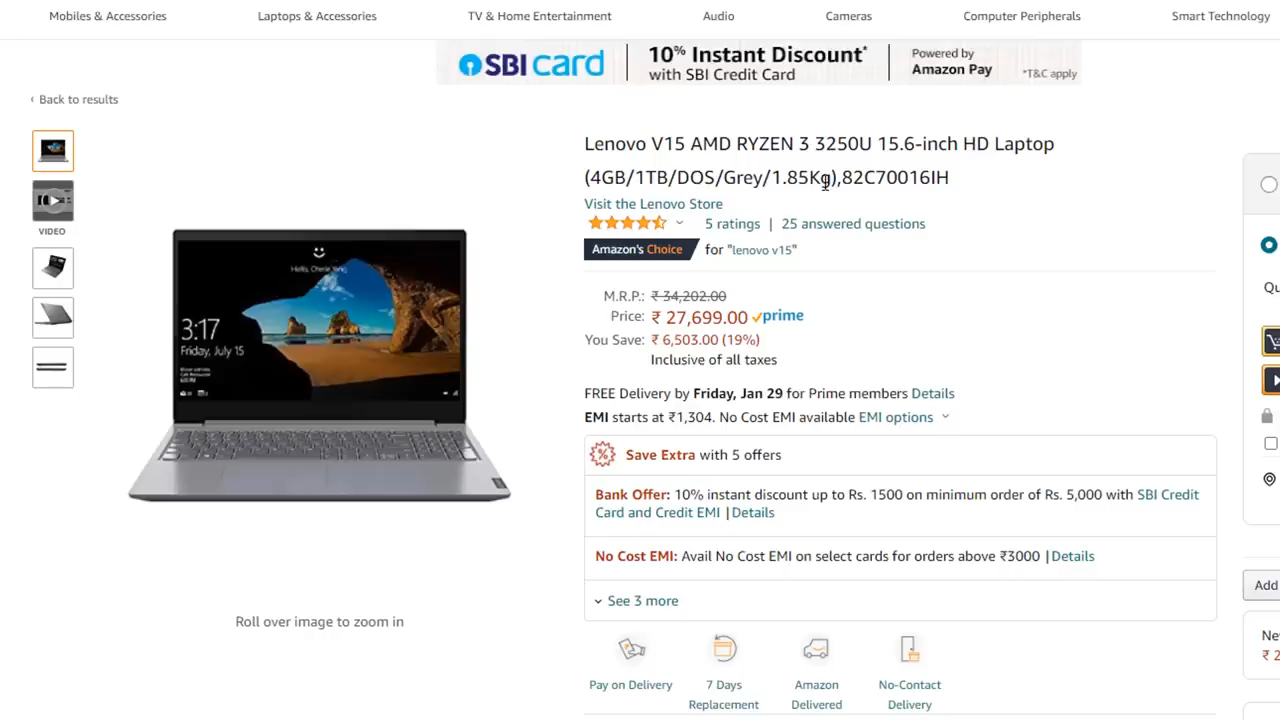 Mobiles & Accessories Laptops & Accessories TV & Home Entertainment Audio Cameras Computer Peripherals Smart Technology
SBI card 10% Instant Discount* with SBI Credit Card Powered by Amazon Pay *T&C apply
‹ Back to results
Lenovo V15 AMD RYZEN 3 3250U 15.6-inch HD Laptop
(4GB/1TB/DOS/Grey/1.85Kg),82C70016IH
Visit the Lenovo Store
5 ratings | 25 answered questions
Amazon's Choice for "lenovo v15"
VIDEO
Hello,
3:17
Friday, July 15
M.R.P.: ₹ 34,202.00
Price: ₹ 27,699.00 prime
You Save: ₹ 6,503.00 (19%)
Inclusive of all taxes
FREE Delivery by Friday, Jan 29 for Prime members Details
EMI starts at ₹1,304. No Cost EMI available EMI options
Save Extra with 5 offers
Bank Offer: 10% instant discount up to Rs. 1500 on minimum order of Rs. 5,000 with SBI Credit
Card and Credit EMI | Details
No Cost EMI: Avail No Cost EMI on select cards for orders above ₹3000 | Details
See 3 more
Roll over image to zoom in
Pay on Delivery
7 Days
Replacement
Amazon
Delivered
No-Contact
Delivery
Qu
Add
Ne
₹ 2